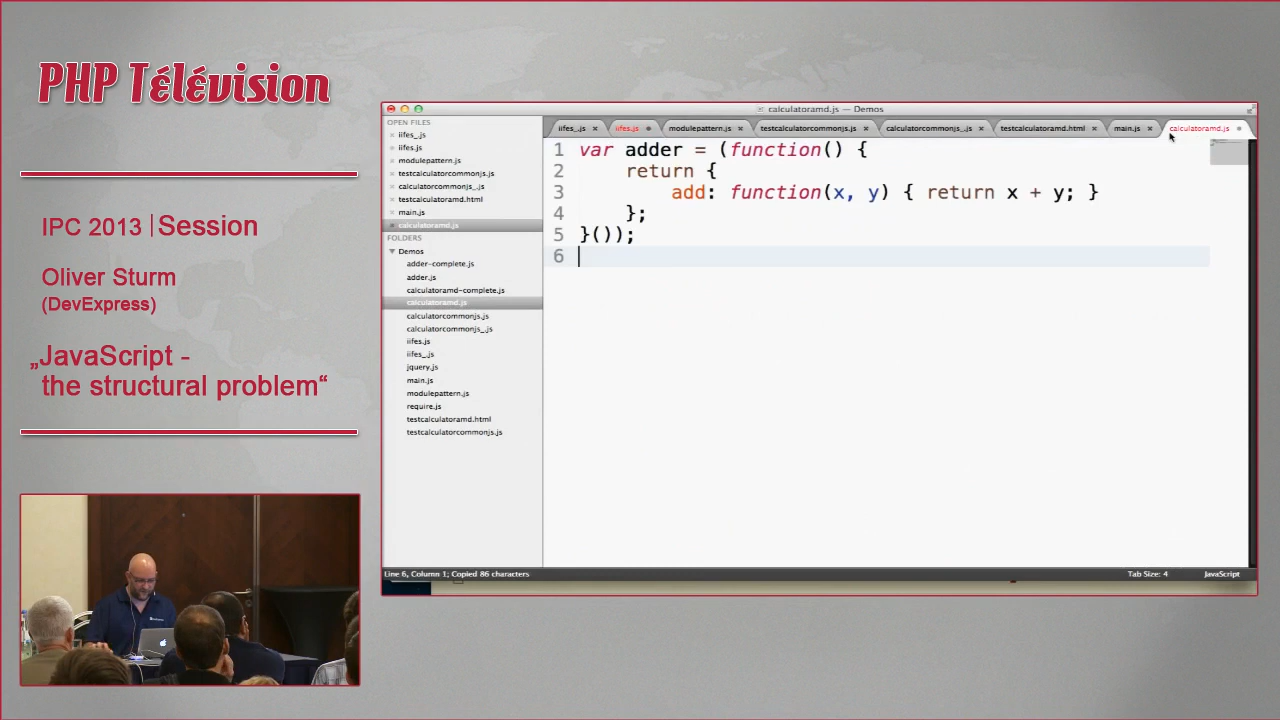 PHP Télévision
IPC 2013 | Session
Oliver Sturm
(DevExpress)
„JavaScript -
the structural problem“
calculatoramd.js — Demos
OPEN FILES
iifes_.js
iifes.js
modulepattern.js
testcalculatorcommonjs.js
calculatorcommonjs_.js
testcalculatoramd.html
main.js
calculatoramd.js
FOLDERS
Demos
adder-complete.js
adder.js
calculatoramd-complete.js
calculatoramd.js
calculatorcommonjs.js
calculatorcommonjs_.js
iifes.js
iifes_.js
jquery.js
main.js
modulepattern.js
require.js
testcalculatoramd.html
testcalculatorcommonjs.js
iifes_.js iifes.js modulepattern.js testcalculatorcommonjs.js calculatorcommonjs_.js testcalculatoramd.html main.js calculatoramd.js
1 var adder = (function() {
2 return {
3 add: function(x, y) { return x + y; }
4 };
5 }());
6
Line 6, Column 1; Copied 86 characters Tab Size: 4 JavaScript